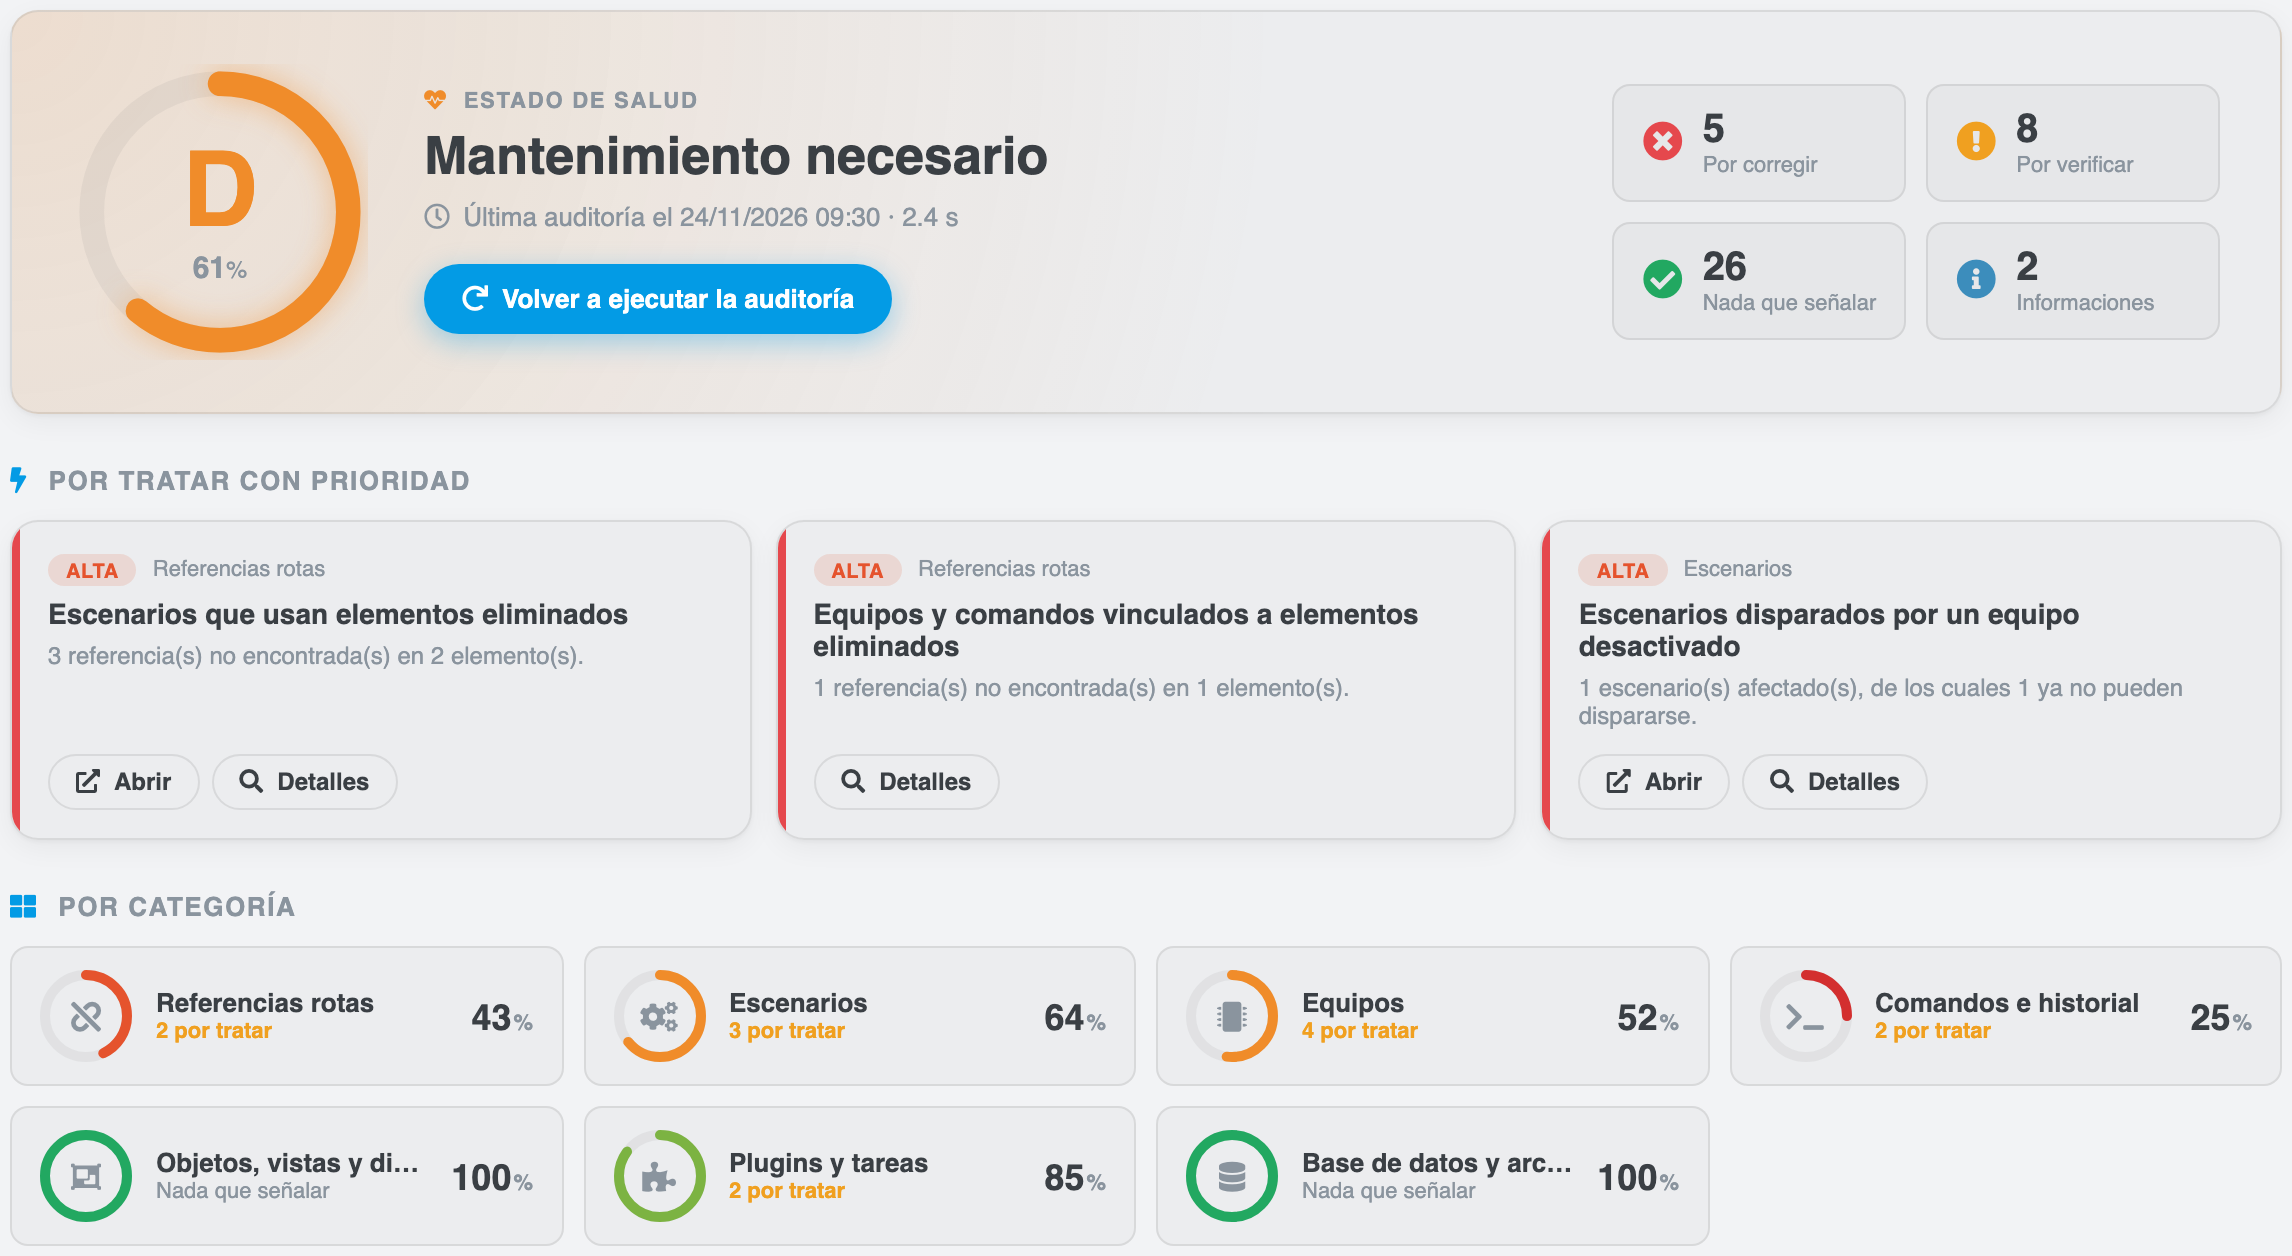 D
61%
ESTADO DE SALUD
Mantenimiento necesario
Última auditoría el 24/11/2026 09:30 · 2.4 s
Volver a ejecutar la auditoría
5
Por corregir
8
Por verificar
26
Nada que señalar
2
Informaciones
POR TRATAR CON PRIORIDAD
ALTA Referencias rotas
Escenarios que usan elementos eliminados
3 referencia(s) no encontrada(s) en 2 elemento(s).
Abrir
Detalles
ALTA Referencias rotas
Equipos y comandos vinculados a elementos
eliminados
1 referencia(s) no encontrada(s) en 1 elemento(s).
Detalles
ALTA Escenarios
Escenarios disparados por un equipo
desactivado
1 escenario(s) afectado(s), de los cuales 1 ya no pueden
dispararse.
Abrir
Detalles
POR CATEGORÍA
Referencias rotas
2 por tratar
43%
Escenarios
3 por tratar
64%
Equipos
4 por tratar
52%
Comandos e historial
2 por tratar
25%
Objetos, vistas y di...
Nada que señalar
100%
Plugins y tareas
2 por tratar
85%
Base de datos y arc...
Nada que señalar
100%